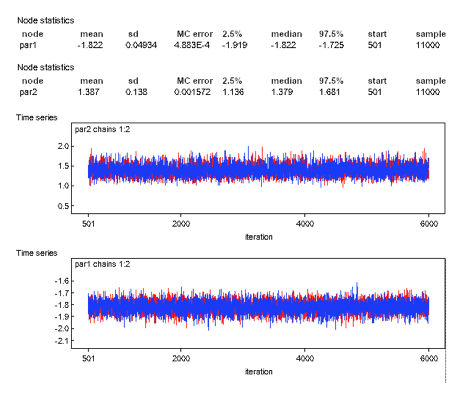 Node statistics
node mean sd MC error 2.5% median 97.5% start sample
par1 -1.822 0.04934 4.883E-4 -1.919 -1.822 -1.725 501 11000
Node statistics
node mean sd MC error 2.5% median 97.5% start sample
par2 1.387 0.138 0.001572 1.136 1.379 1.681 501 11000
Time series
par2 chains 1:2
2.0
1.5
1.0
0.5
501 2000 4000 6000
iteration
Time series
par1 chains 1:2
-1.6
-1.7
-1.8
-1.9
-2.0
-2.1
501 2000 4000 6000
iteration